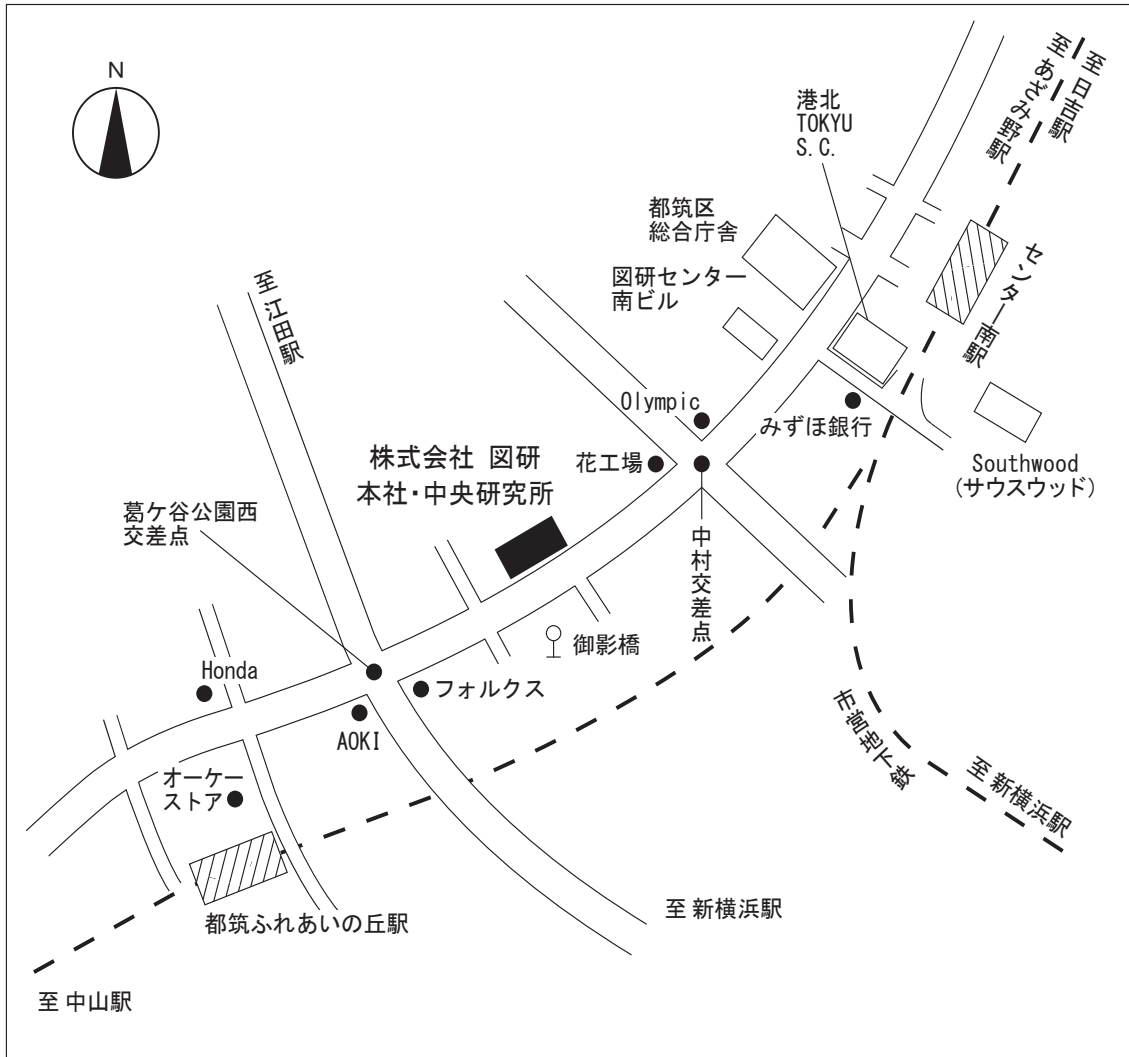 N
至 日吉駅
至 あざみ野駅
港北
TOKYU
S.C.
都筑区
総合庁舎
図研センター
南ビル
センター南駅
至 江田駅
Olympic
みずほ銀行
花工場
Southwood
(サウスウッド)
株式会社 図研
本社・中央研究所
葛ケ谷公園西
交差点
中村交差点
御影橋
Honda
フォルクス
AOKI
市営地下鉄
至 新横浜駅
オーケー
ストア
都筑ふれあいの丘駅
至 新横浜駅
至 中山駅